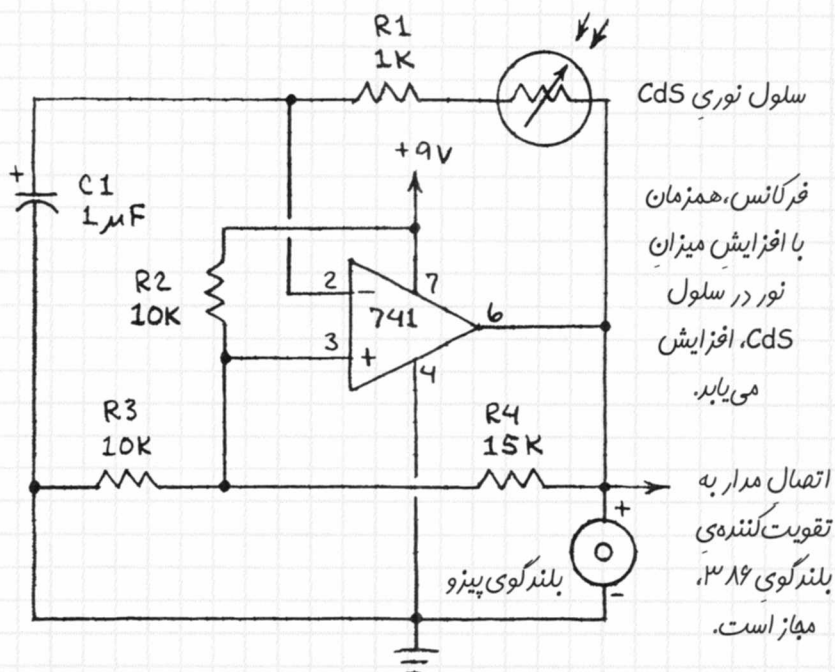 R1
1K
سلول نوریِ CdS
+9V
+
C1
1μF
فرکانس، همزمان
با افزایشِ میزانِ
نور در سلول
CdS، افزایش
می‌یابد.
R2
10K
2
−
7
741
6
3
+
4
R3
10K
R4
15K
اتصالِ مدار به
تقویت‌کننده‌یِ
بلندگویِ ۳۸۶،
مجاز است.
+
بلندگوی پیزو
-